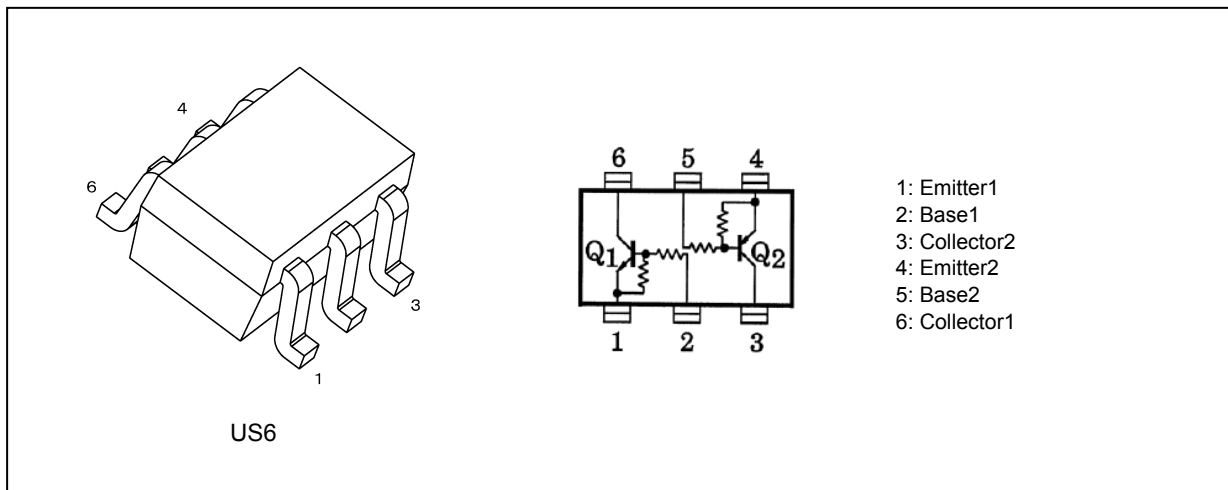 4
6
3
1
US6
6 5 4
Q1 Q2
1 2 3
1: Emitter1
2: Base1
3: Collector2
4: Emitter2
5: Base2
6: Collector1